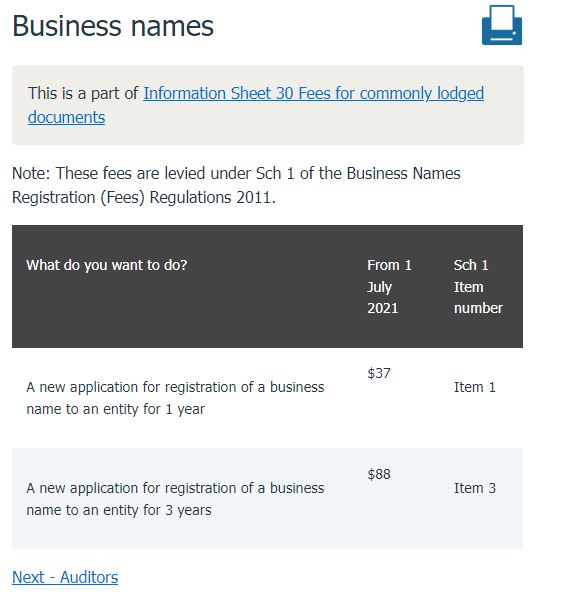 Business names
This is a part of Information Sheet 30 Fees for commonly lodged
documents
Note: These fees are levied under Sch 1 of the Business Names
Registration (Fees) Regulations 2011.
What do you want to do?
From 1
July
2021
Sch 1
Item
number
A new application for registration of a business
name to an entity for 1 year
$37
Item 1
A new application for registration of a business
name to an entity for 3 years
$88
Item 3
Next - Auditors